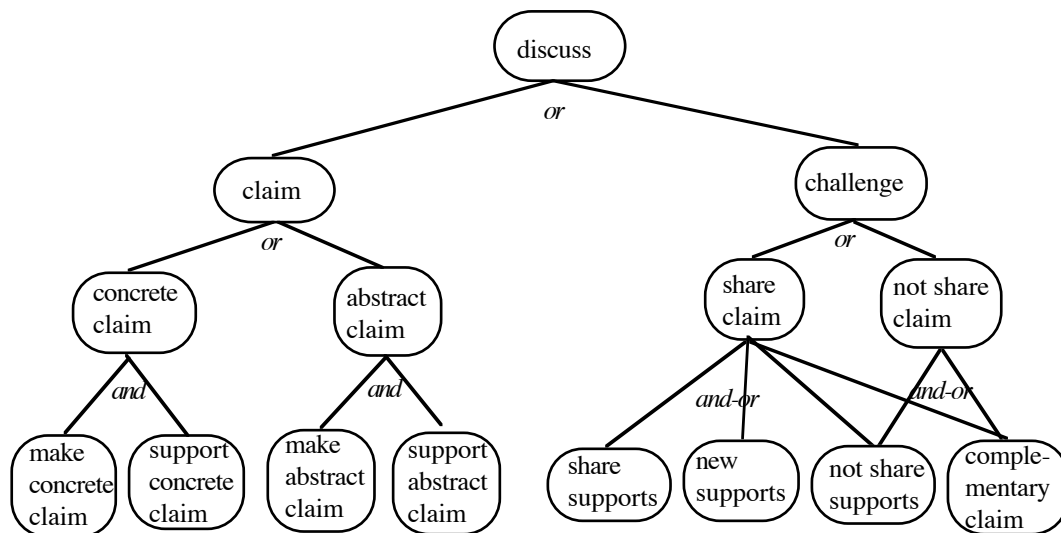 discuss
or
claim
challenge
or
or
concrete
claim
abstract
claim
share
claim
not share
claim
and
and
and-or
and-or
make
concrete
claim
support
concrete
claim
make
abstract
claim
support
abstract
claim
share
supports
new
supports
not share
supports
comple-
mentary
claim